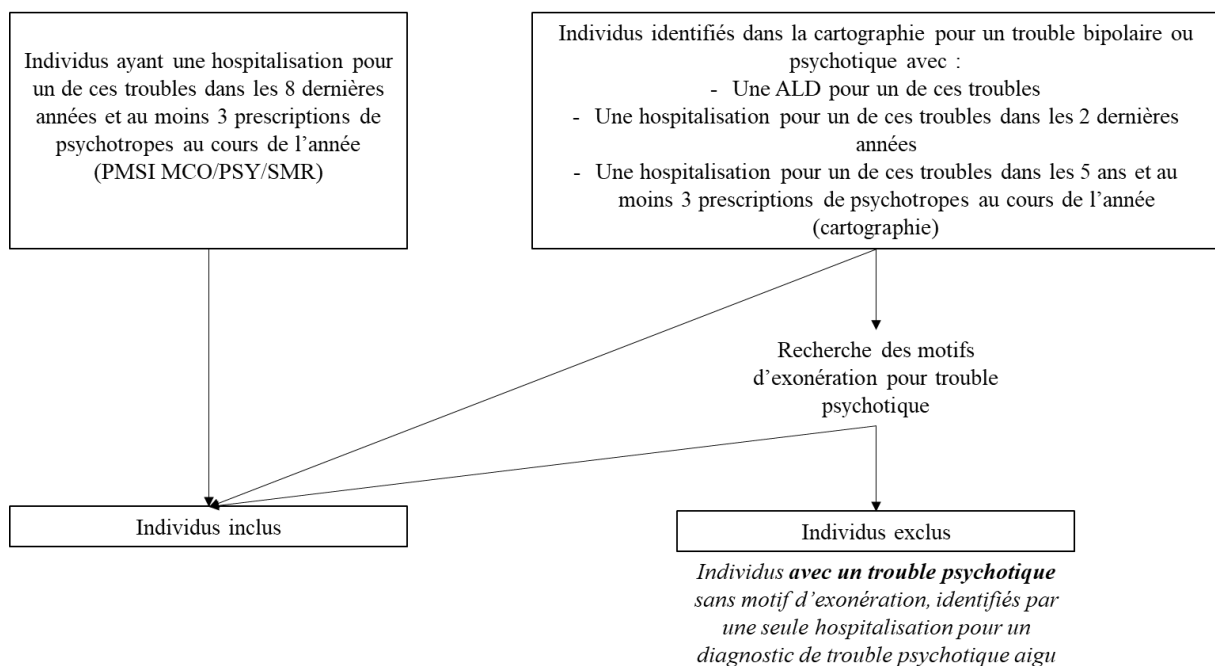 Individus ayant une hospitalisation pour
un de ces troubles dans les 8 dernières
années et au moins 3 prescriptions de
psychotropes au cours de l’année
(PMSI MCO/PSY/SMR)
Individus identifiés dans la cartographie pour un trouble bipolaire ou
psychotique avec :
- Une ALD pour un de ces troubles
- Une hospitalisation pour un de ces troubles dans les 2 dernières
années
- Une hospitalisation pour un de ces troubles dans les 5 ans et au
moins 3 prescriptions de psychotropes au cours de l’année
(cartographie)
Recherche des motifs
d’exonération pour trouble
psychotique
Individus inclus
Individus exclus
Individus avec un trouble psychotique
sans motif d’exonération, identifiés par
une seule hospitalisation pour un
diagnostic de trouble psychotique aigu